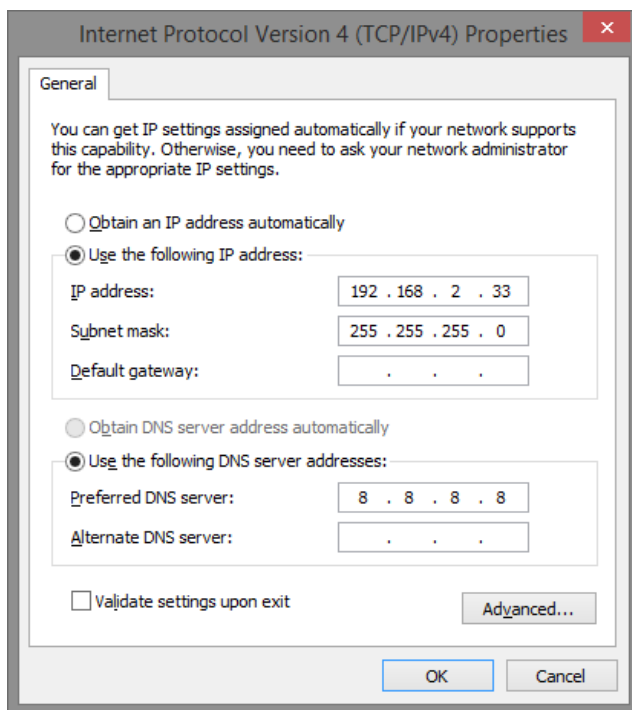 Internet Protocol Version 4 (TCP/IPv4) Properties
General
You can get IP settings assigned automatically if your network supports
this capability. Otherwise, you need to ask your network administrator
for the appropriate IP settings.
Obtain an IP address automatically
Use the following IP address:
IP address: 192 . 168 . 2 . 33
Subnet mask: 255 . 255 . 255 . 0
Default gateway: . . .
Obtain DNS server address automatically
Use the following DNS server addresses:
Preferred DNS server: 8 . 8 . 8 . 8
Alternate DNS server: . . .
Validate settings upon exit
Advanced...
OK Cancel